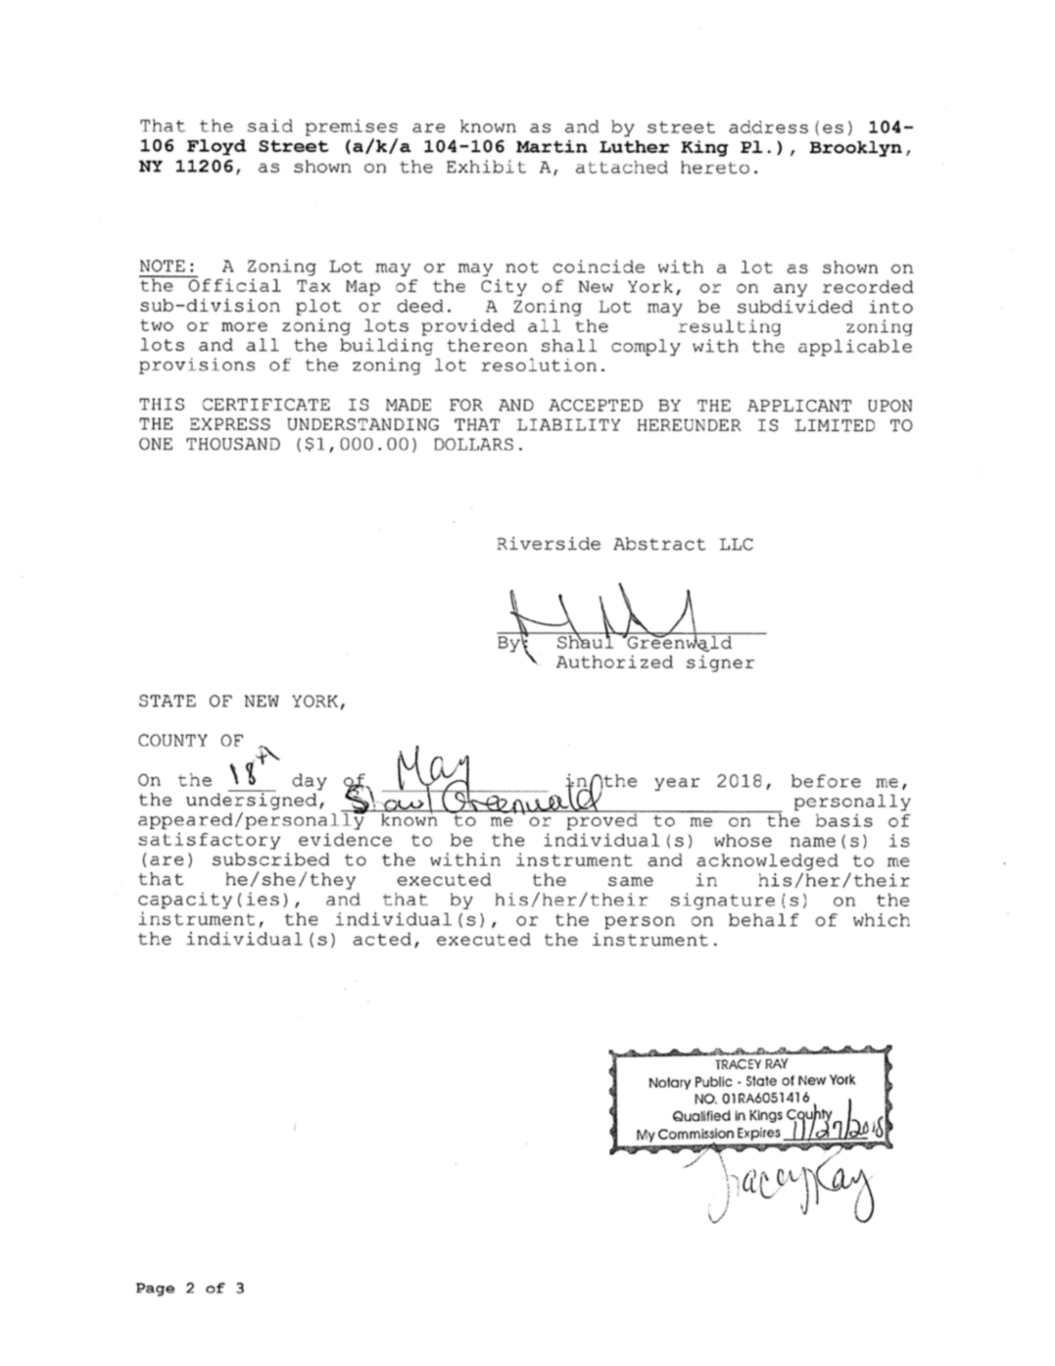 That the said premises are known as and by street address(es) 104-
106 Floyd Street (a/k/a 104-106 Martin Luther King Pl.), Brooklyn,
NY 11206, as shown on the Exhibit A, attached hereto.
NOTE: A Zoning Lot may or may not coincide with a lot as shown on
the Official Tax Map of the City of New York, or on any recorded
sub-division plot or deed. A Zoning Lot may be subdivided into
two or more zoning lots provided all the resulting zoning
lots and all the building thereon shall comply with the applicable
provisions of the zoning lot resolution.
THIS CERTIFICATE IS MADE FOR AND ACCEPTED BY THE APPLICANT UPON
THE EXPRESS UNDERSTANDING THAT LIABILITY HEREUNDER IS LIMITED TO
ONE THOUSAND ($1,000.00) DOLLARS.
Riverside Abstract LLC
By: Shaul Greenwald
Authorized signer
STATE OF NEW YORK,
COUNTY OF
On the 18th day of May in the year 2018, before me,
the undersigned, Shaul Greenwald personally
appeared/personally known to me or proved to me on the basis of
satisfactory evidence to be the individual(s) whose name(s) is
(are) subscribed to the within instrument and acknowledged to me
that he/she/they executed the same in his/her/their
capacity(ies), and that by his/her/their signature(s) on the
instrument, the individual(s), or the person on behalf of which
the individual(s) acted, executed the instrument.
TRACEY RAY
Notary Public - State of New York
NO. 01RA6051416
Qualified in Kings County
My Commission Expires 11/27/2018
Tracey Ray
Page 2 of 3